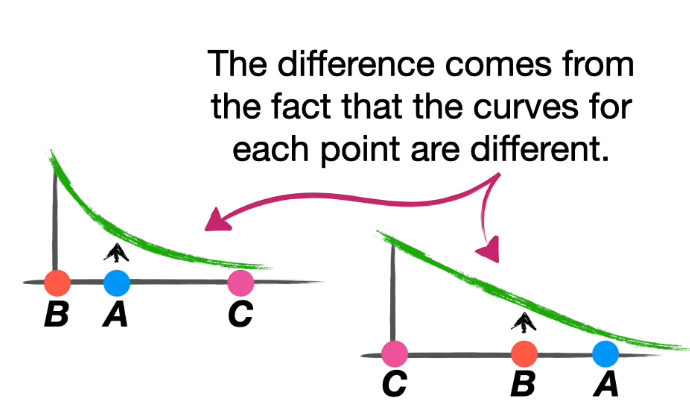 The difference comes from
the fact that the curves for
each point are different.
B A C
C B A